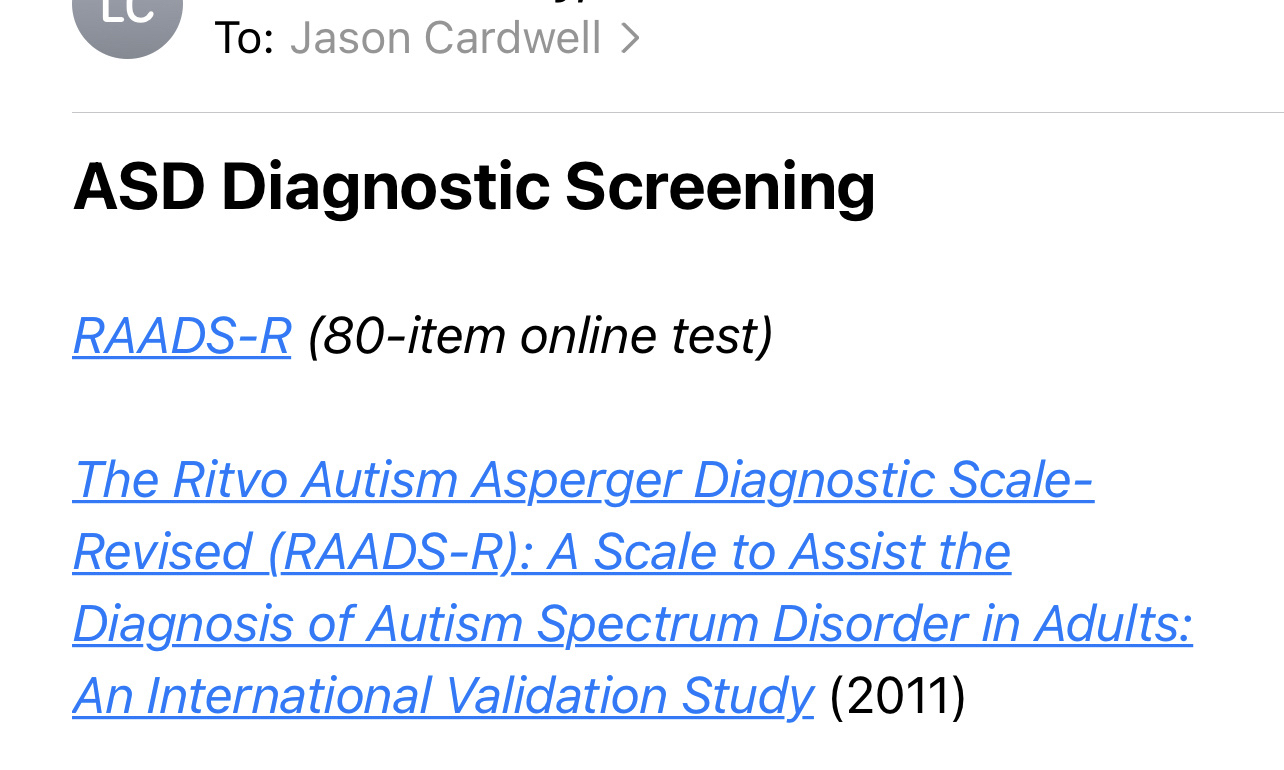 LC
To: Jason Cardwell >
ASD Diagnostic Screening
RAADS-R (80-item online test)
The Ritvo Autism Asperger Diagnostic Scale-
Revised (RAADS-R): A Scale to Assist the
Diagnosis of Autism Spectrum Disorder in Adults:
An International Validation Study (2011)